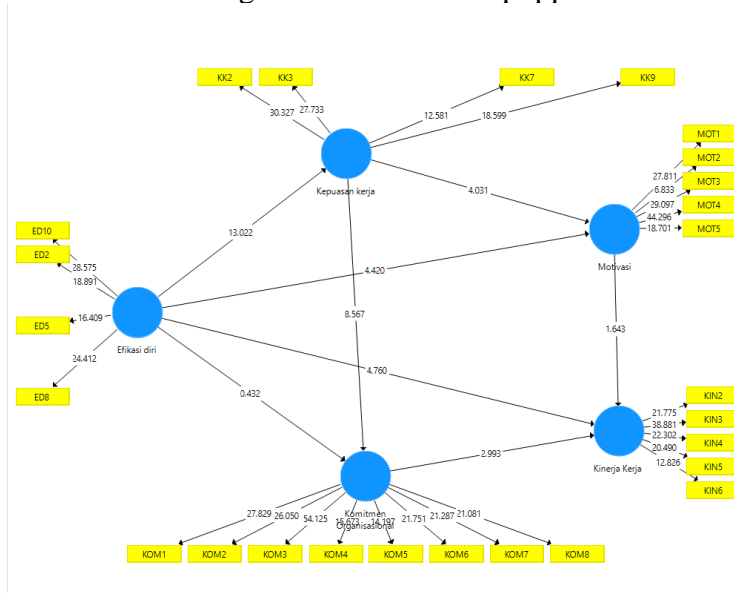 KK2
KK3
KK7
KK9
30.327
27.733
12.581
18.599
MOT1
MOT2
MOT3
MOT4
MOT5
27.811
6.833
29.097
44.296
18.701
Kepuasan kerja
4.031
Motivasi
13.022
4.420
ED10
ED2
ED5
ED8
28.575
18.891
16.409
24.412
Efikasi diri
8.567
1.643
4.760
0.432
KIN2
KIN3
KIN4
KIN5
KIN6
21.775
38.881
22.302
20.490
12.826
Kinerja Kerja
2.993
Komitmen
Organisasional
27.829
26.050
54.125
15.673
14.197
21.751
21.287
21.081
KOM1
KOM2
KOM3
KOM4
KOM5
KOM6
KOM7
KOM8